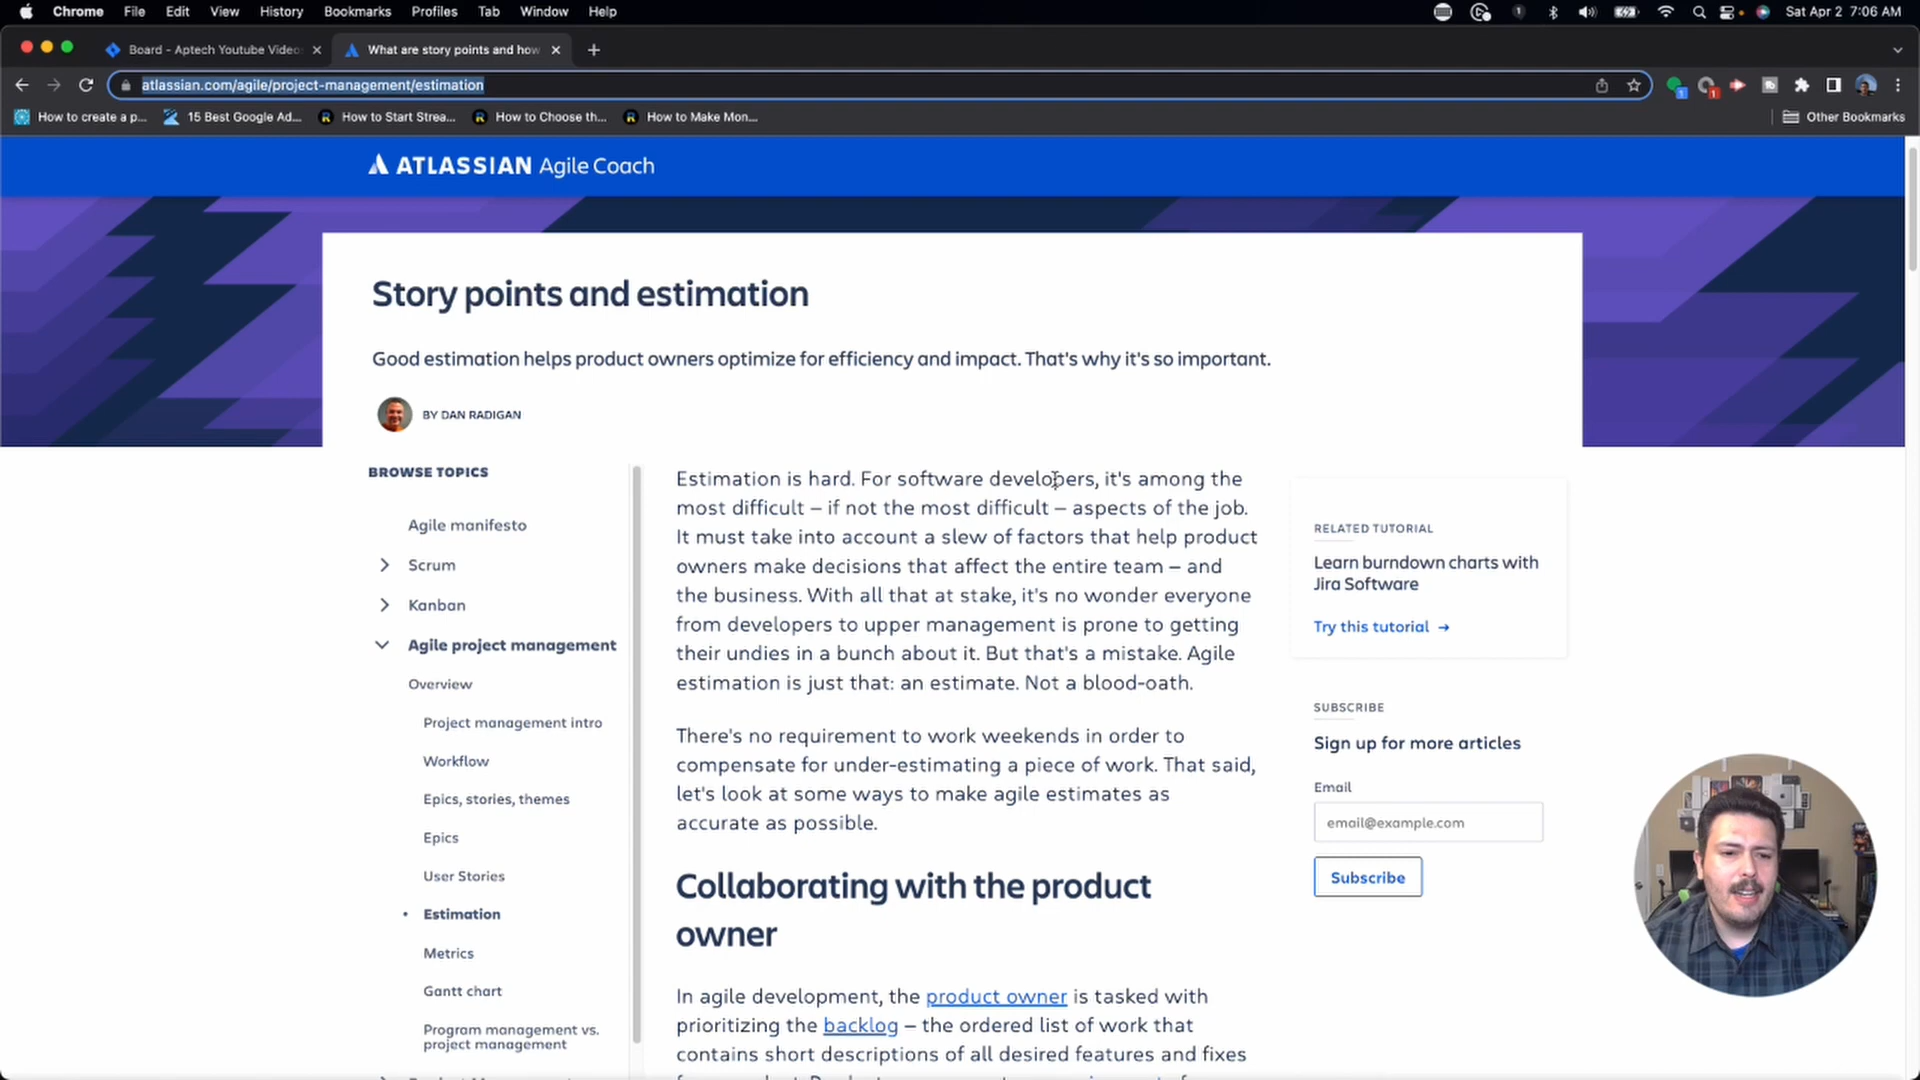 Chrome File Edit View History Bookmarks Profiles Tab Window Help
Sat Apr 2 7:06 AM
Board - Aptech Youtube Video
What are story points and how
atlassian.com/agile/project-management/estimation
How to create a p...
15 Best Google Ad...
How to Start Strea...
How to Choose th...
How to Make Mon...
Other Bookmarks
ATLASSIAN Agile Coach
Story points and estimation
Good estimation helps product owners optimize for efficiency and impact. That's why it's so important.
BY DAN RADIGAN
BROWSE TOPICS
Agile manifesto
Scrum
Kanban
Agile project management
Overview
Project management intro
Workflow
Epics, stories, themes
Epics
User Stories
Estimation
Metrics
Gantt chart
Program management vs.
project management
Estimation is hard. For software developers, it's among the
most difficult – if not the most difficult – aspects of the job.
It must take into account a slew of factors that help product
owners make decisions that affect the entire team – and
the business. With all that at stake, it's no wonder everyone
from developers to upper management is prone to getting
their undies in a bunch about it. But that's a mistake. Agile
estimation is just that: an estimate. Not a blood-oath.
There's no requirement to work weekends in order to
compensate for under-estimating a piece of work. That said,
let's look at some ways to make agile estimates as
accurate as possible.
Collaborating with the product
owner
In agile development, the product owner is tasked with
prioritizing the backlog – the ordered list of work that
contains short descriptions of all desired features and fixes
RELATED TUTORIAL
Learn burndown charts with
Jira Software
Try this tutorial →
SUBSCRIBE
Sign up for more articles
Email
email@example.com
Subscribe